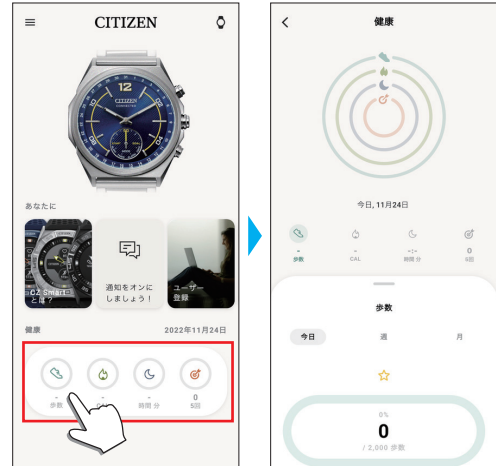 CITIZEN
12
CITIZEN
あなたに
CZ Smart
とは？
通知をオンに
しましょう！
ユーザー
登録
健康
2022年11月24日
-
-
-
0
歩数
CAL
時間 分
S回
健康
今日, 11月24日
-
-
-:-
0
歩数
CAL
時間 分
S回
歩数
今日
週
月
0%
0
/ 2,000 歩数